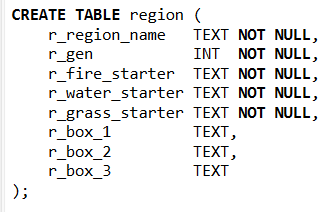 CREATE TABLE region (
    r_region_name   TEXT NOT NULL,
    r_gen           INT  NOT NULL,
    r_fire_starter  TEXT NOT NULL,
    r_water_starter TEXT NOT NULL,
    r_grass_starter TEXT NOT NULL,
    r_box_1         TEXT,
    r_box_2         TEXT,
    r_box_3         TEXT
);